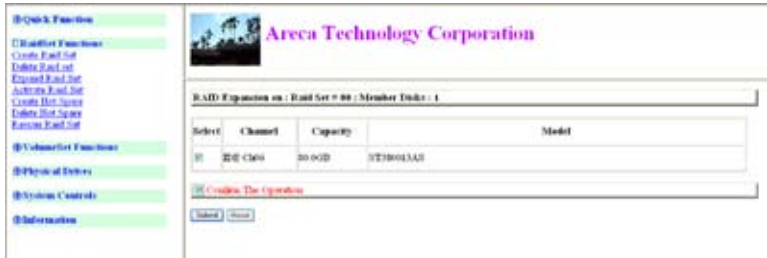 Quick Function
RaidSet Functions
Create Raid Set
Delete Raid set
Expand Raid Set
Activate Raid Set
Create Hot Spare
Delete Hot Spare
Rescue Raid Set
VolumeSet Functions
Physical Drives
System Controls
Information
Areca Technology Corporation
RAID Expansion on : Raid Set # 00 : Member Disks : 1
Select Channel Capacity Model
IDE Ch06 80.0GB ST380013AS
Confirm The Operation
Submit Reset